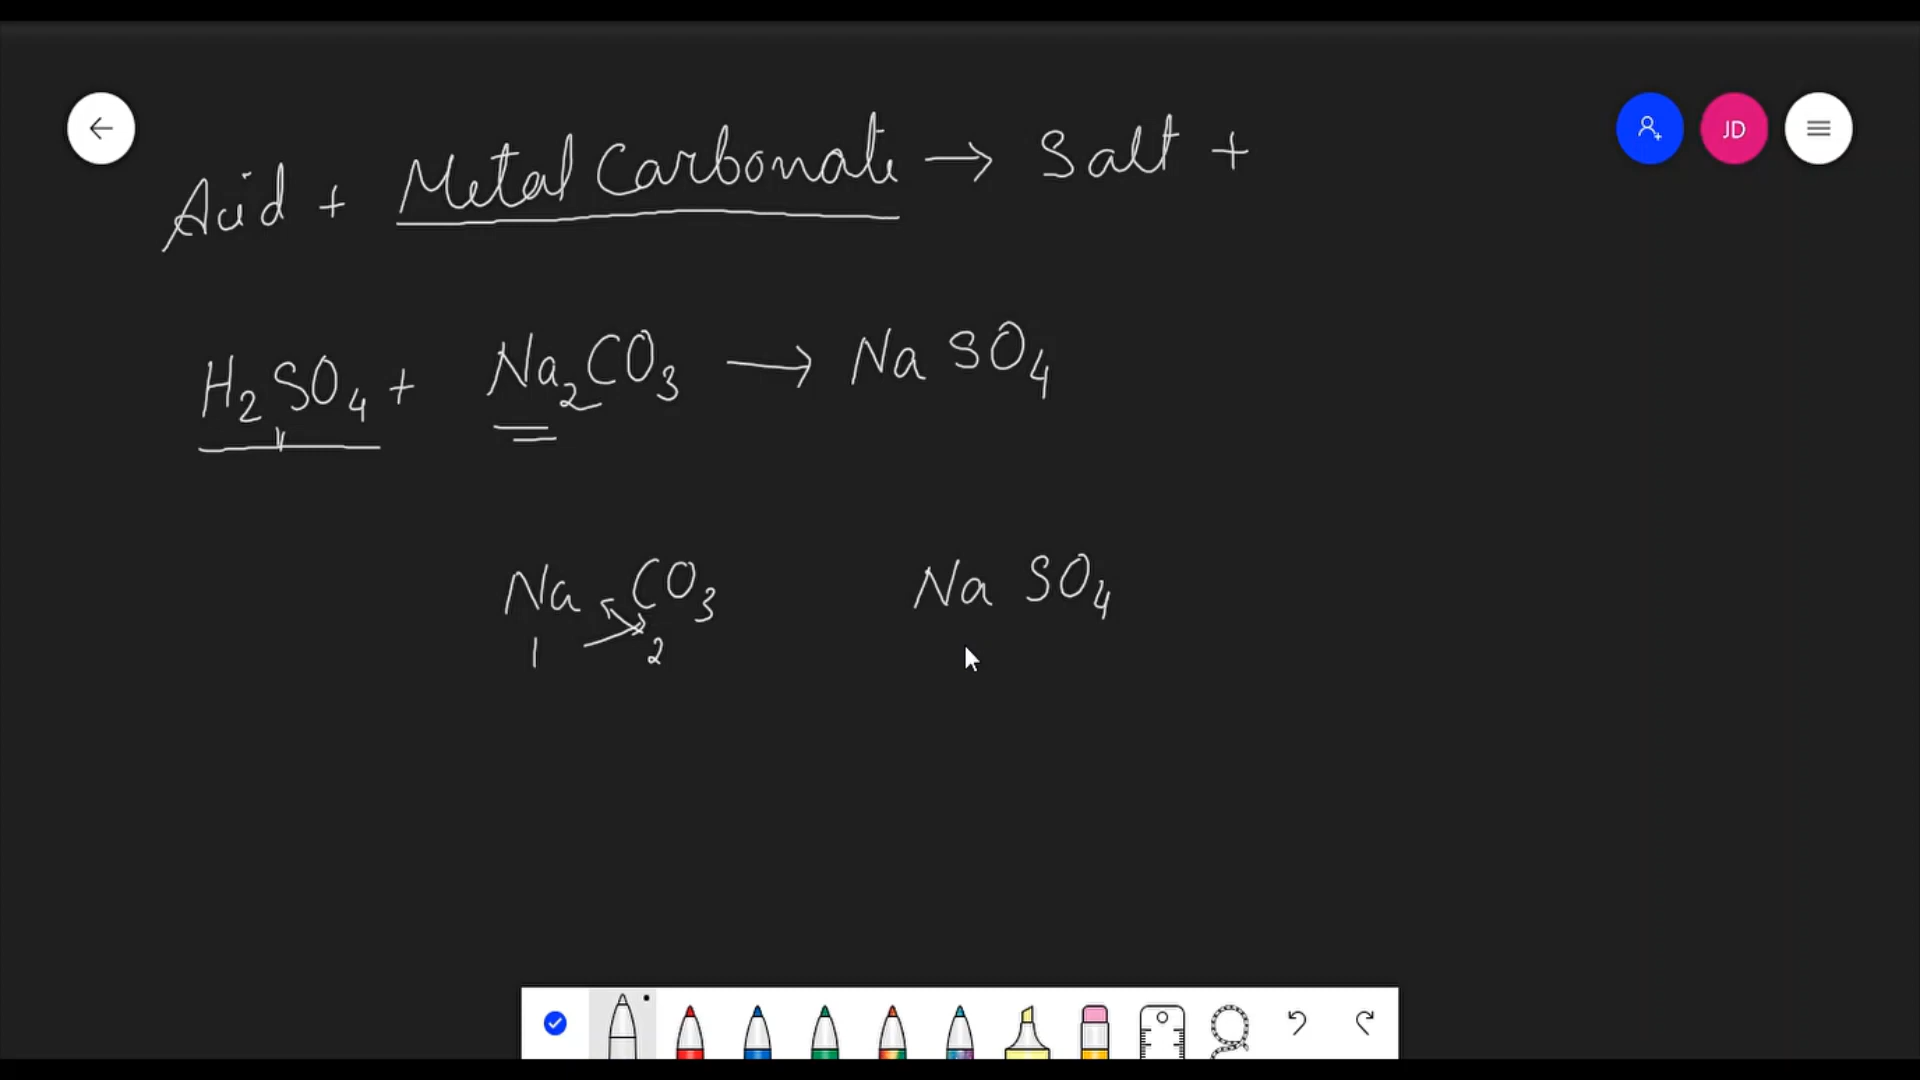 JD
Acid + Metal Carbonate → Salt +
H₂SO₄ + Na₂CO₃ → Na SO₄
Na CO₃ Na SO₄
1 2